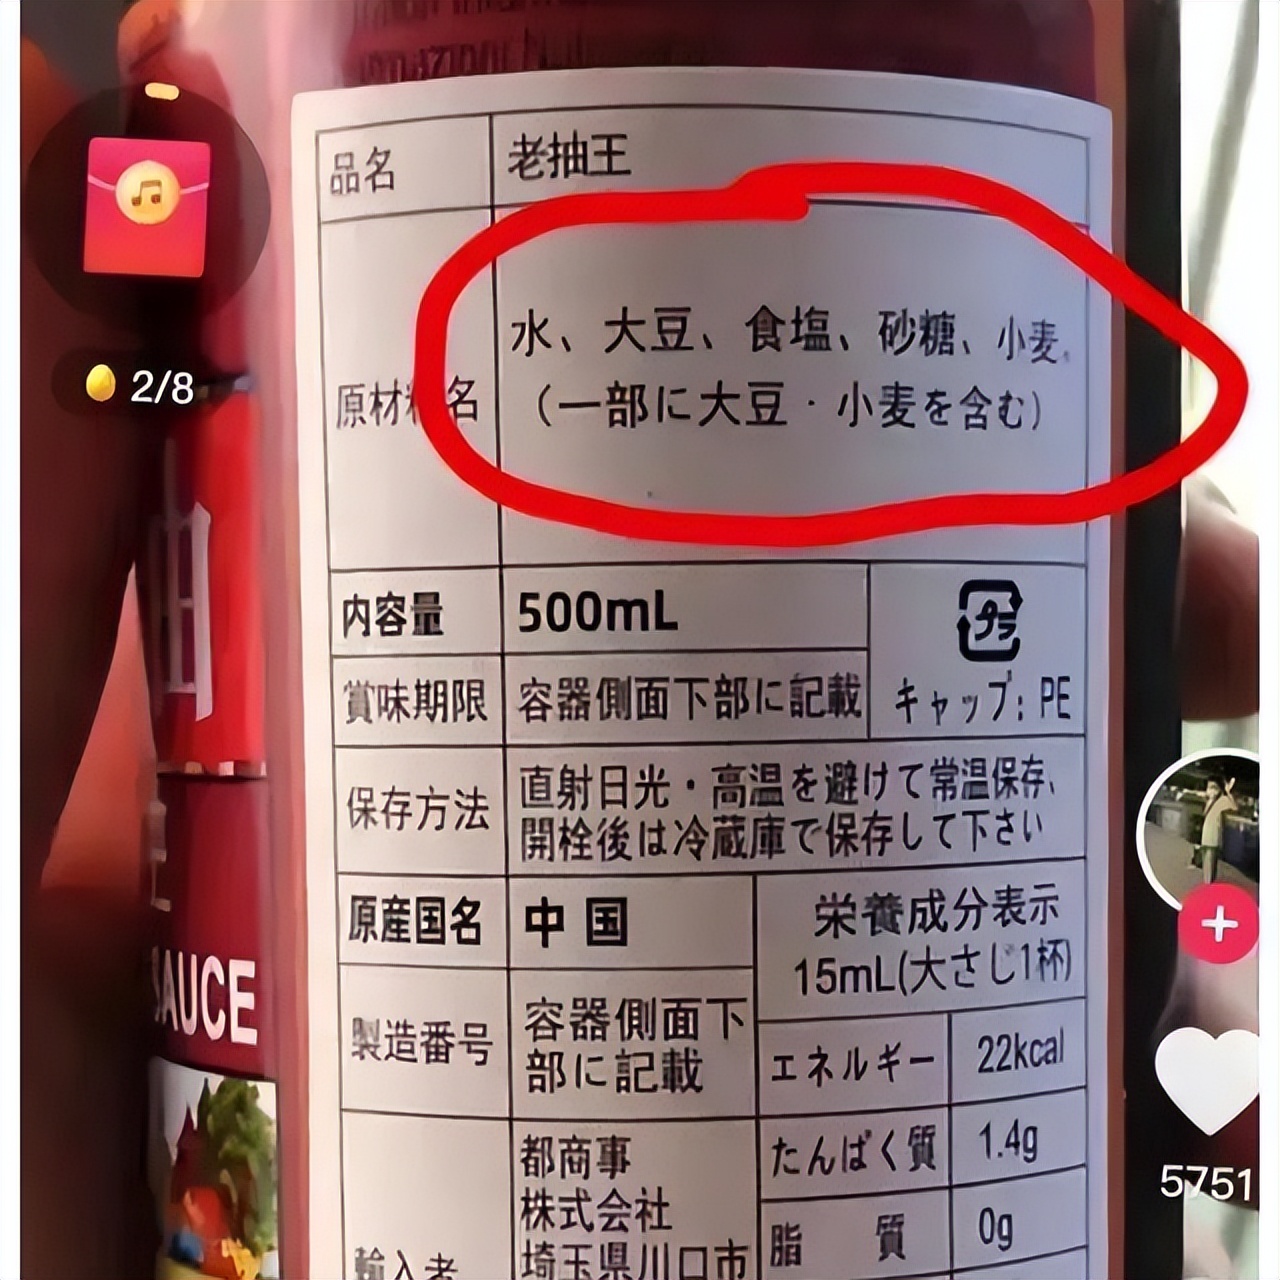 品名 老抽王
原材料名 水、大豆、食塩、砂糖、小麦。
(一部に大豆・小麦を含む)
内容量 500mL
プラ
賞味期限 容器側面下部に記載 キャップ:PE
保存方法 直射日光・高温を避けて常温保存、
開栓後は冷蔵庫で保存して下さい
原産国名 中国
栄養成分表示
15mL(大さじ1杯)
製造番号 容器側面下
部に記載
エネルギー 22kcal
たんぱく質 1.4g
脂質 0g
輸入者 都商事
株式会社
埼玉県川口市
AUCE
2/8
5751